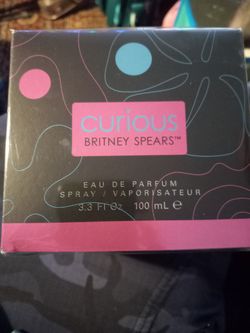 curious
BRITNEY SPEARS™
EAU DE PARFUM
SPRAY / VAPORISATEUR
3.3 Fl Oz 100 mL ℮